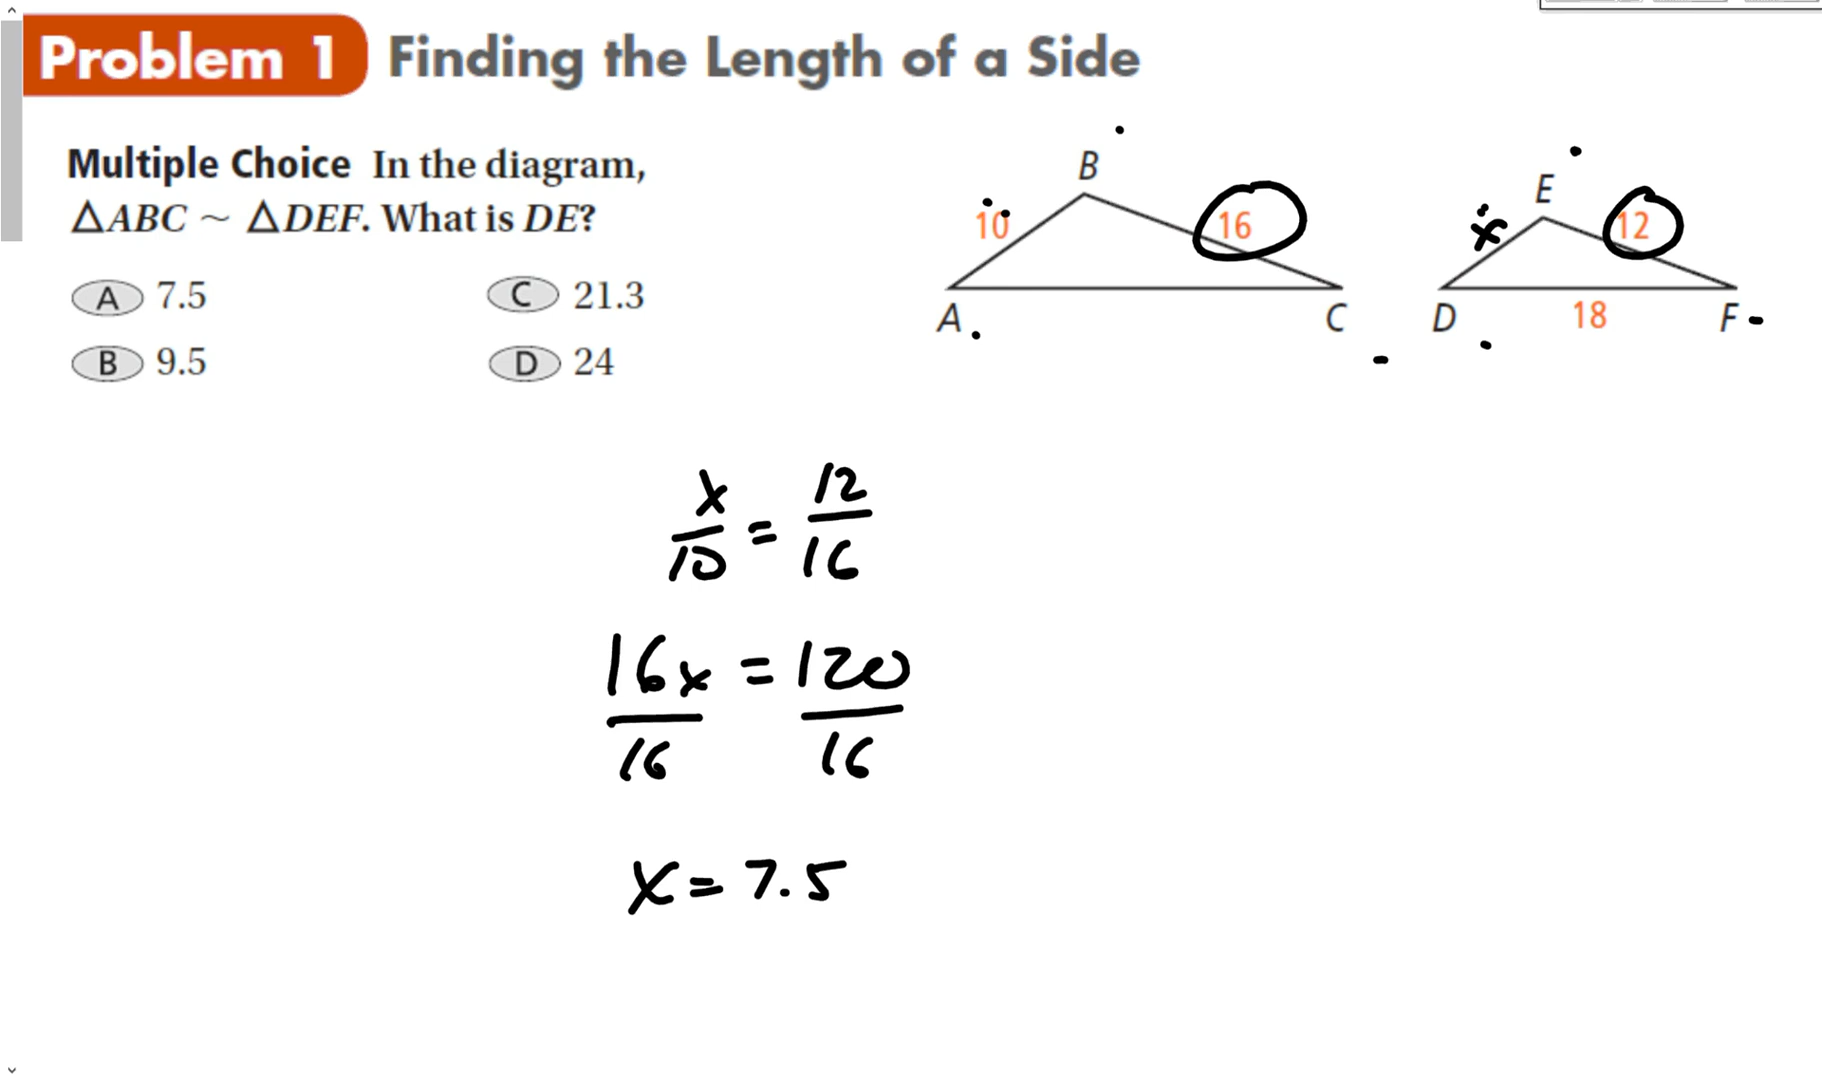 Problem 1 Finding the Length of a Side
Multiple Choice In the diagram,
△ABC ~ △DEF. What is DE?
A 7.5
C 21.3
B 9.5
D 24
B
10
16
A
C
E
x
12
D
18
F
x/10 = 12/16
16x/16 = 120/16
x = 7.5